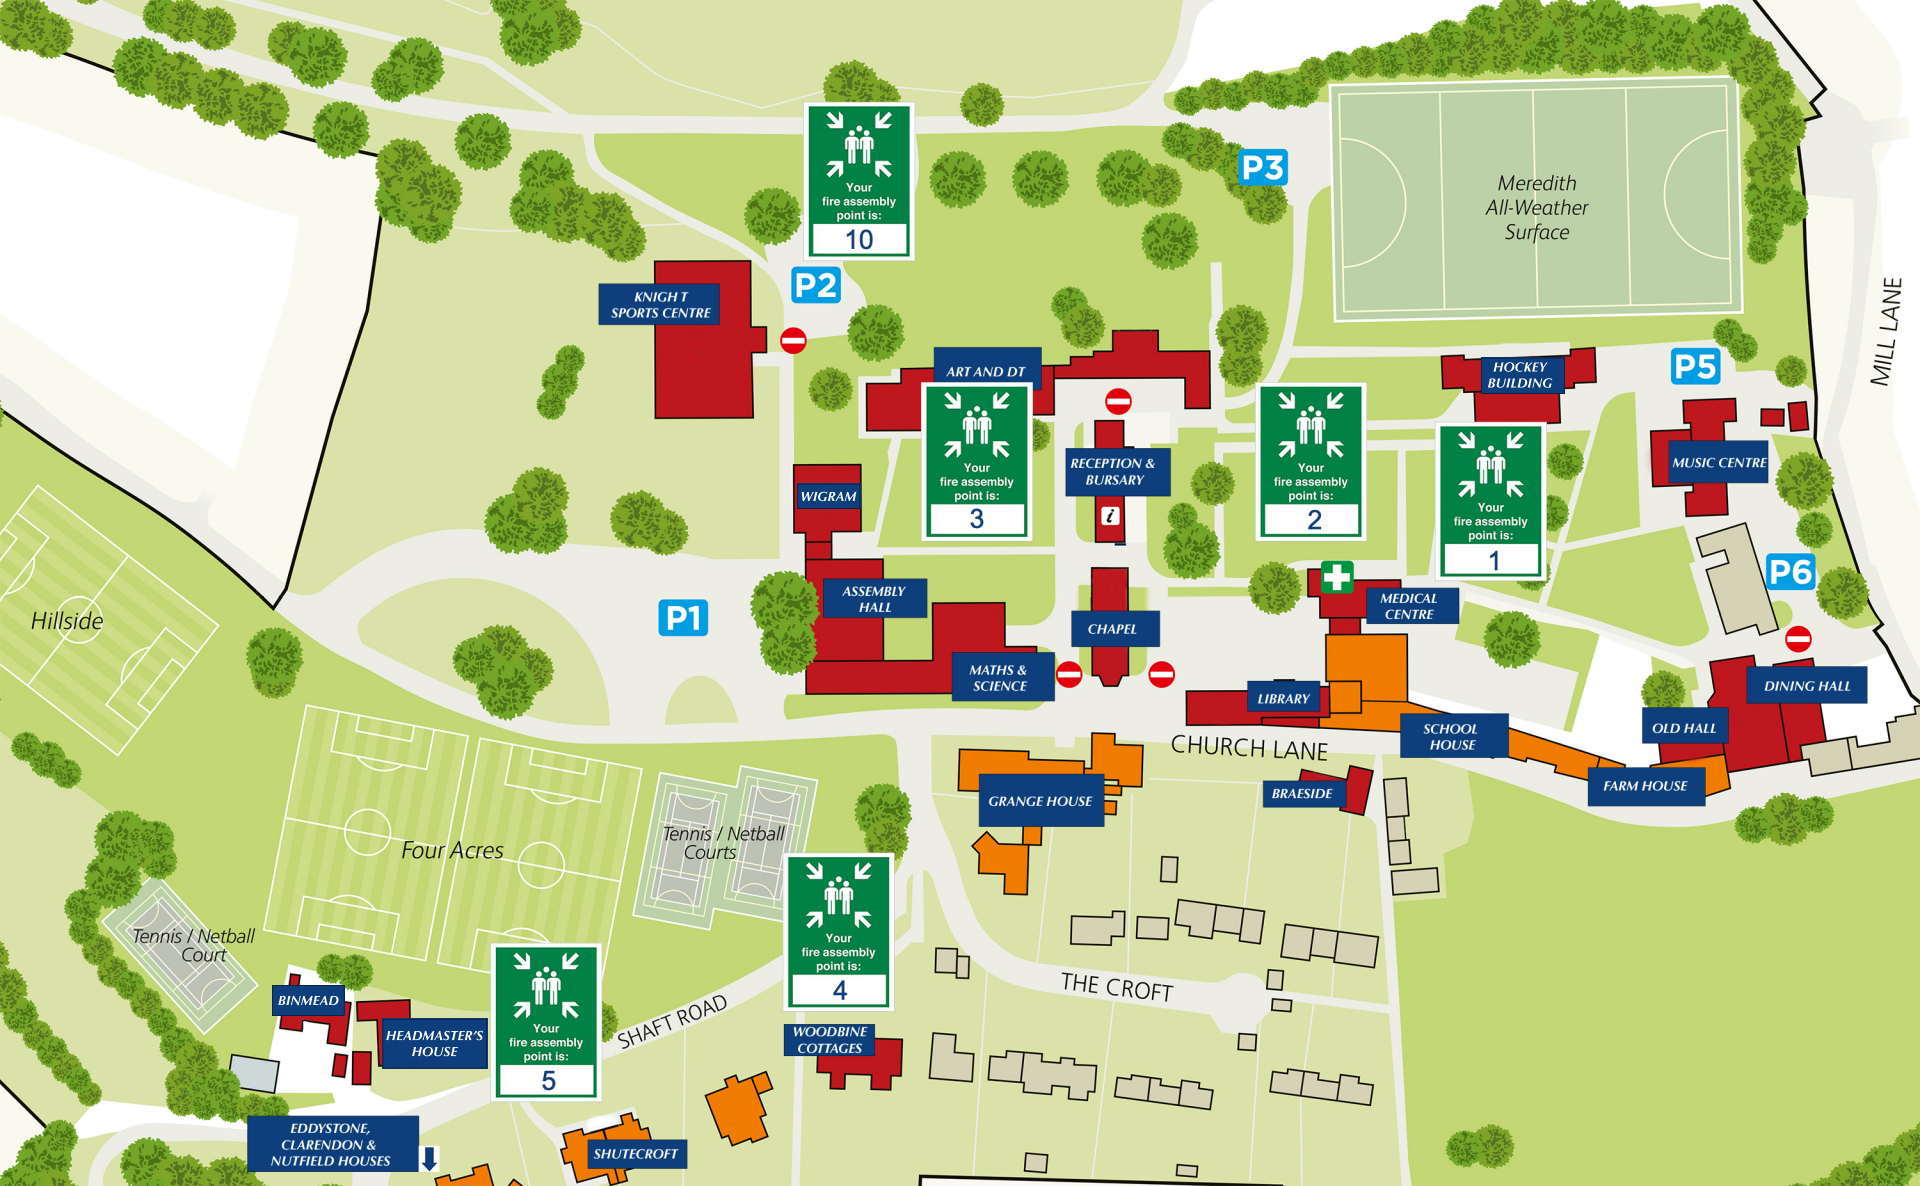 Your
fire assembly
point is:
10
P3
Meredith
All-Weather
Surface
P2
KNIGH T
SPORTS CENTRE
MILL LANE
ART AND DT
HOCKEY
BUILDING
P5
Your
fire assembly
point is:
3
RECEPTION &
BURSARY
i
Your
fire assembly
point is:
2
Your
fire assembly
point is:
1
MUSIC CENTRE
WIGRAM
P6
Hillside
P1
ASSEMBLY
HALL
CHAPEL
MEDICAL
CENTRE
MATHS &
SCIENCE
LIBRARY
DINING HALL
OLD HALL
SCHOOL
HOUSE
CHURCH LANE
FARM HOUSE
GRANGE HOUSE
BRAESIDE
Four Acres
Tennis / Netball
Courts
Tennis / Netball
Court
Your
fire assembly
point is:
4
THE CROFT
BINMEAD
HEADMASTER'S
HOUSE
Your
fire assembly
point is:
5
SHAFT ROAD
WOODBINE
COTTAGES
EDDYSTONE,
CLARENDON &
NUTFIELD HOUSES
SHUTECROFT